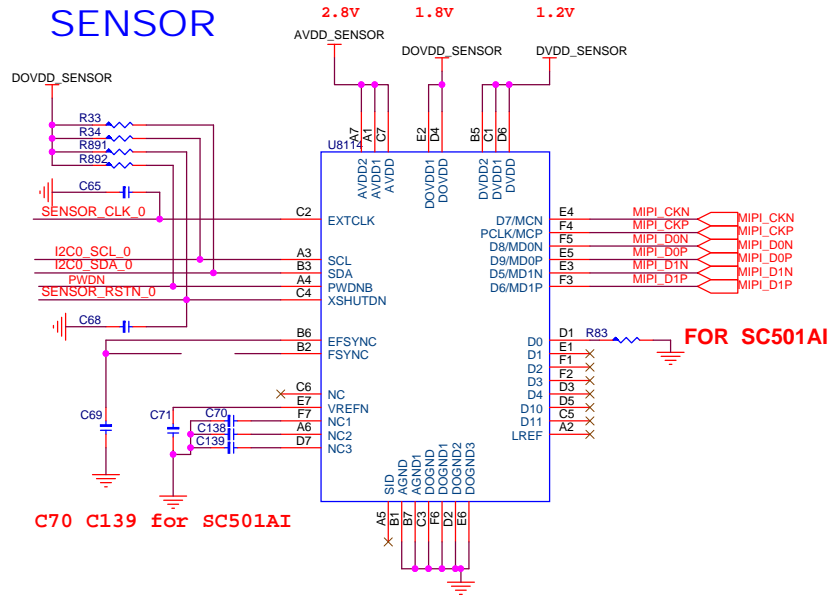 SENSOR
2.8V
1.8V
1.2V
AVDD_SENSOR
DOVDD_SENSOR
DVDD_SENSOR
DOVDD_SENSOR
R33
R34
R891
R892
C65
SENSOR_CLK_0
I2C0_SCL_0
I2C0_SDA_0
PWDN
SENSOR_RSTN_0
C68
C69
C71
C70
C138
C139
C70 C139 for SC501AI
U8114
A7
A1
C7
E2
D4
B5
C1
D6
AVDD2
AVDD1
AVDD
DOVDD1
DOVDD
DVDD2
DVDD1
DVDD
C2 EXTCLK
A3 SCL
B3 SDA
A4 PWDNB
C4 XSHUTDN
B6 EFSYNC
B2 FSYNC
C6 NC
E7 VREFN
F7 NC1
A6 NC2
D7 NC3
D7/MCN E4 MIPI_CKN MIPI_CKN
PCLK/MCP F4 MIPI_CKP MIPI_CKP
D8/MD0N F5 MIPI_D0N MIPI_D0N
D9/MD0P E5 MIPI_D0P MIPI_D0P
D5/MD1N E3 MIPI_D1N MIPI_D1N
D6/MD1P F3 MIPI_D1P MIPI_D1P
D0 D1 R83
FOR SC501AI
D1 E1
D2 F1
D3 F2
D4 D3
D10 D5
D11 C5
LREF A2
SID
AGND
AGND1
DOGND
DOGND1
DOGND2
DOGND3
A5
B1
B7
C3
F6
D2
E6